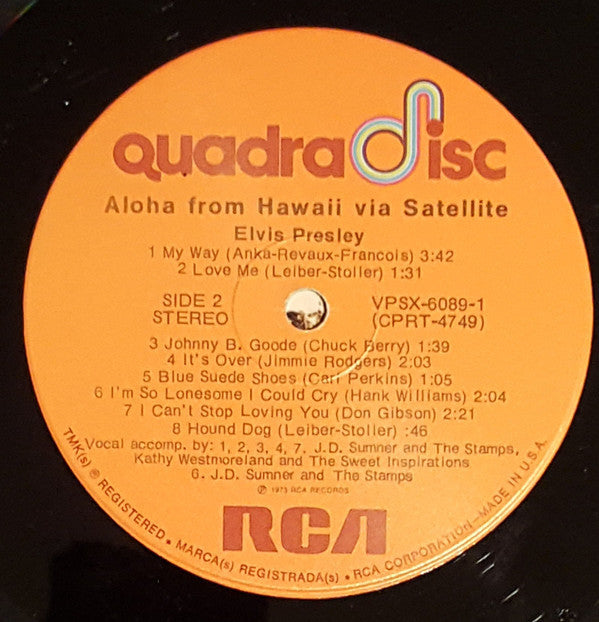 quadradisc
Aloha from Hawaii via Satellite
Elvis Presley
1 My Way (Anka-Revaux-Francois) 3:42
2 Love Me (Leiber-Stoller) 1:31
SIDE 2
STEREO
VPSX-6089-1
(CPRT-4749)
3 Johnny B. Goode (Chuck Berry) 1:39
4 It's Over (Jimmie Rodgers) 2:03
5 Blue Suede Shoes (Carl Perkins) 1:05
6 I'm So Lonesome I Could Cry (Hank Williams) 2:04
7 I Can't Stop Loving You (Don Gibson) 2:21
8 Hound Dog (Leiber-Stoller) :46
Vocal accomp. by: 1, 2, 3, 4, 7. J.D. Sumner and The Stamps,
Kathy Westmoreland and The Sweet Inspirations
6. J.D. Sumner and The Stamps
℗ 1973 RCA RECORDS
RCA
TMK(s) ® REGISTERED • MARCA(s) REGISTRADA(s) • RCA CORPORATION—MADE IN U.S.A.